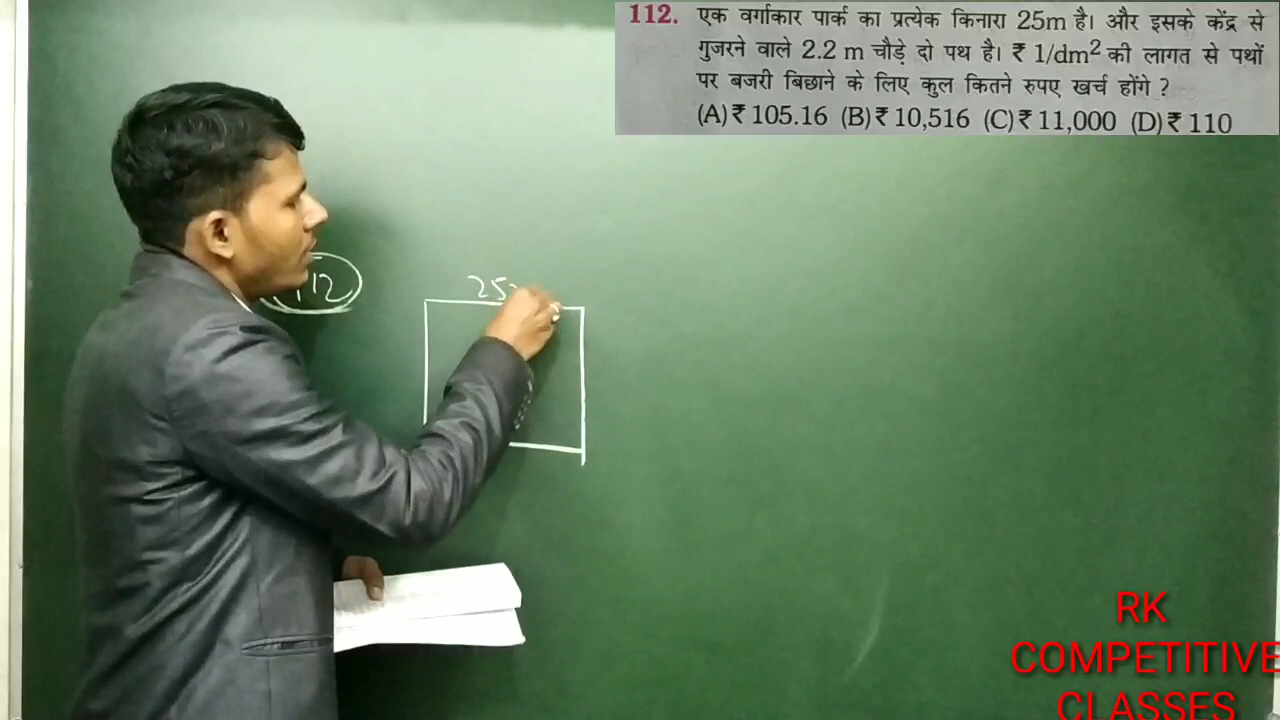 112. एक वर्गाकार पार्क का प्रत्येक किनारा 25m है। और इसके केंद्र से
गुजरने वाले 2.2 m चौड़े दो पथ है। ₹ 1/dm² की लागत से पथों
पर बजरी बिछाने के लिए कुल कितने रुपए खर्च होंगे ?
(A)₹ 105.16 (B)₹ 10,516 (C)₹ 11,000 (D)₹ 110
112
25
RK
COMPETITIVE
CLASSES